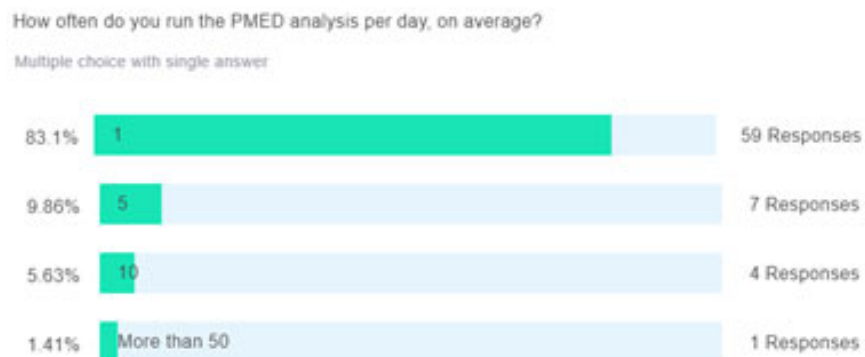 How often do you run the PMED analysis per day, on average?
Multiple choice with single answer
83.1% 1 59 Responses
9.86% 5 7 Responses
5.63% 10 4 Responses
1.41% More than 50 1 Responses